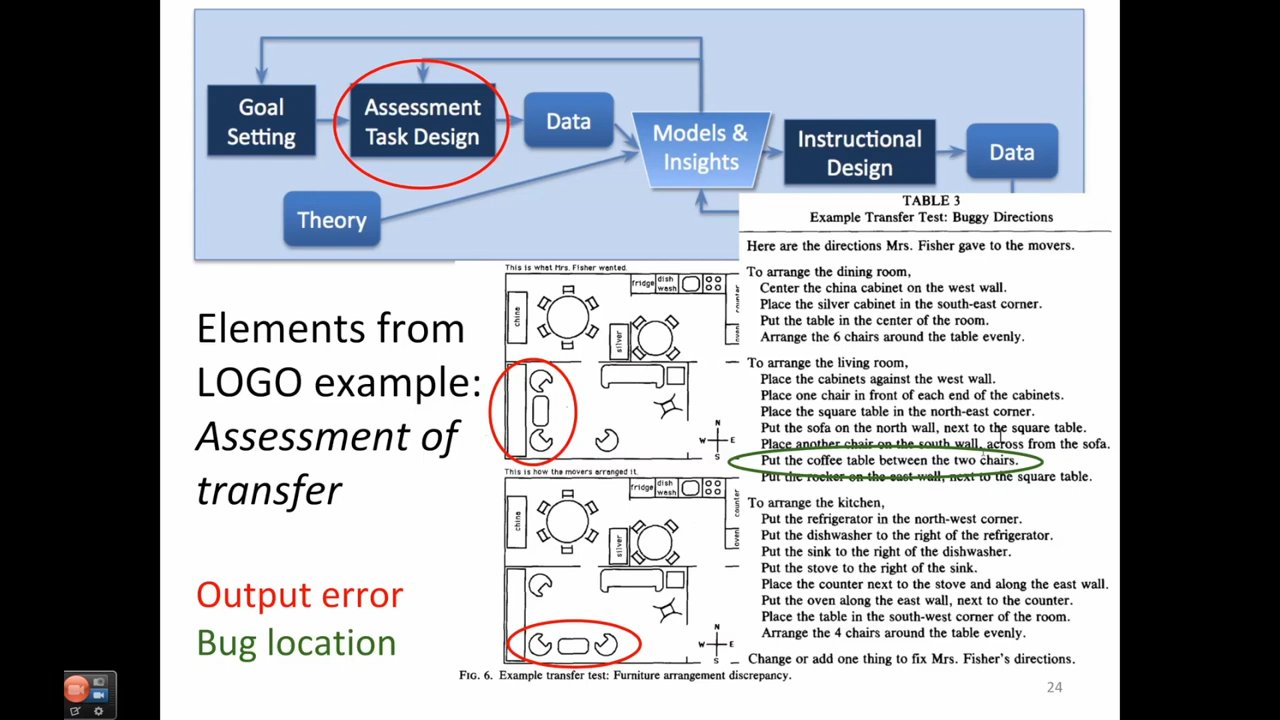 Goal
Setting
Assessment
Task Design
Data
Models &
Insights
Instructional
Design
Data
Theory
Elements from
LOGO example:
Assessment of
transfer
Output error
Bug location
This is what Mrs. Fisher wanted.
fridge
dish
wash
counter
china
silver
oven
N
W E
S
This is how the movers arranged it.
fridge
dish
wash
counter
china
silver
oven
N
W E
S
FIG. 6. Example transfer test: Furniture arrangement discrepancy.
TABLE 3
Example Transfer Test: Buggy Directions
Here are the directions Mrs. Fisher gave to the movers.
To arrange the dining room,
Center the china cabinet on the west wall.
Place the silver cabinet in the south-east corner.
Put the table in the center of the room.
Arrange the 6 chairs around the table evenly.
To arrange the living room,
Place the cabinets against the west wall.
Place one chair in front of each end of the cabinets.
Place the square table in the north-east corner.
Put the sofa on the north wall, next to the square table.
Place another chair on the south wall, across from the sofa.
Put the coffee table between the two chairs.
Put the rocker on the east wall, next to the square table.
To arrange the kitchen,
Put the refrigerator in the north-west corner.
Put the dishwasher to the right of the refrigerator.
Put the sink to the right of the dishwasher.
Put the stove to the right of the sink.
Place the counter next to the stove and along the east wall.
Put the oven along the east wall, next to the counter.
Place the table in the south-west corner of the room.
Arrange the 4 chairs around the table evenly.
Change or add one thing to fix Mrs. Fisher's directions.
24